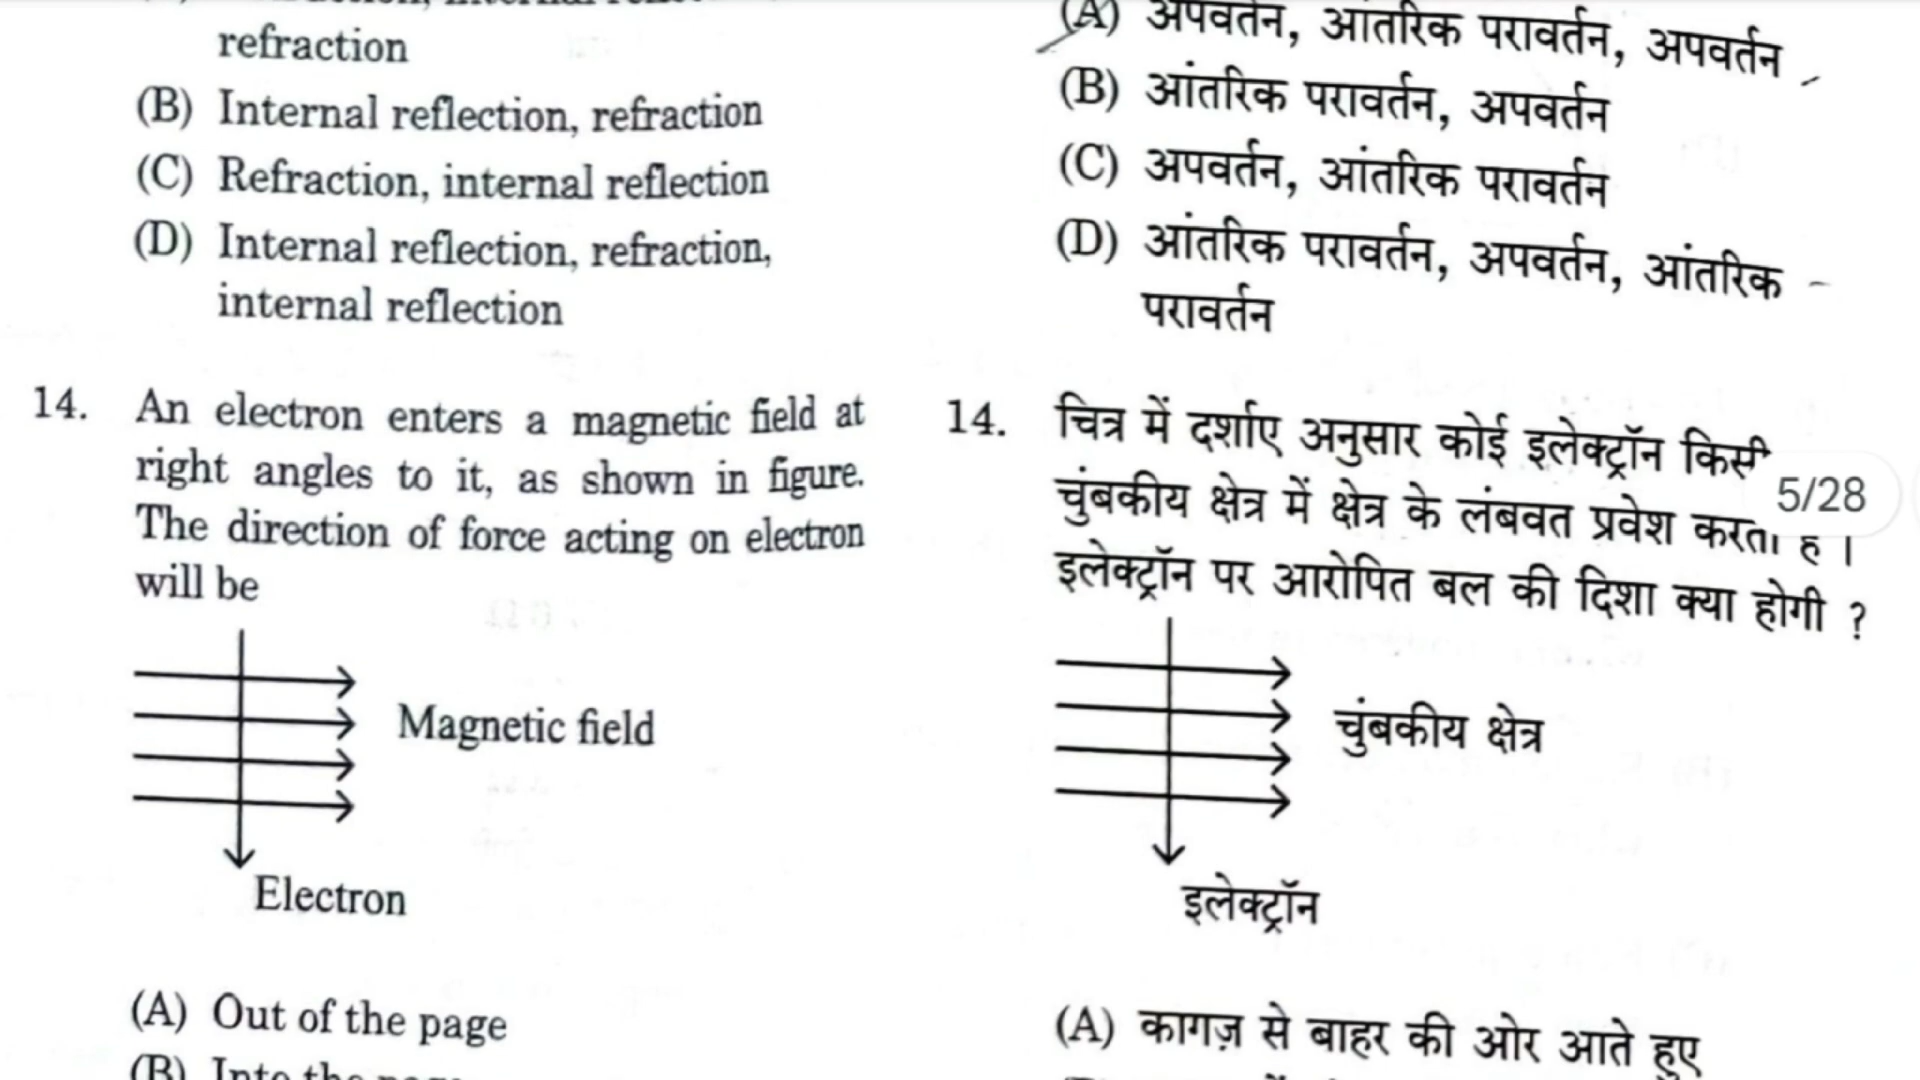 refraction
(B) Internal reflection, refraction
(C) Refraction, internal reflection
(D) Internal reflection, refraction,
internal reflection
14. An electron enters a magnetic field at
right angles to it, as shown in figure.
The direction of force acting on electron
will be
Magnetic field
Electron
(A) Out of the page
(B) Into the page
(A) अपवर्तन, आंतरिक परावर्तन, अपवर्तन
(B) आंतरिक परावर्तन, अपवर्तन
(C) अपवर्तन, आंतरिक परावर्तन
(D) आंतरिक परावर्तन, अपवर्तन, आंतरिक
परावर्तन
14. चित्र में दर्शाए अनुसार कोई इलेक्ट्रॉन किसी
चुंबकीय क्षेत्र में क्षेत्र के लंबवत प्रवेश करता है ।
इलेक्ट्रॉन पर आरोपित बल की दिशा क्या होगी ?
चुंबकीय क्षेत्र
इलेक्ट्रॉन
(A) कागज़ से बाहर की ओर आते हुए
5/28